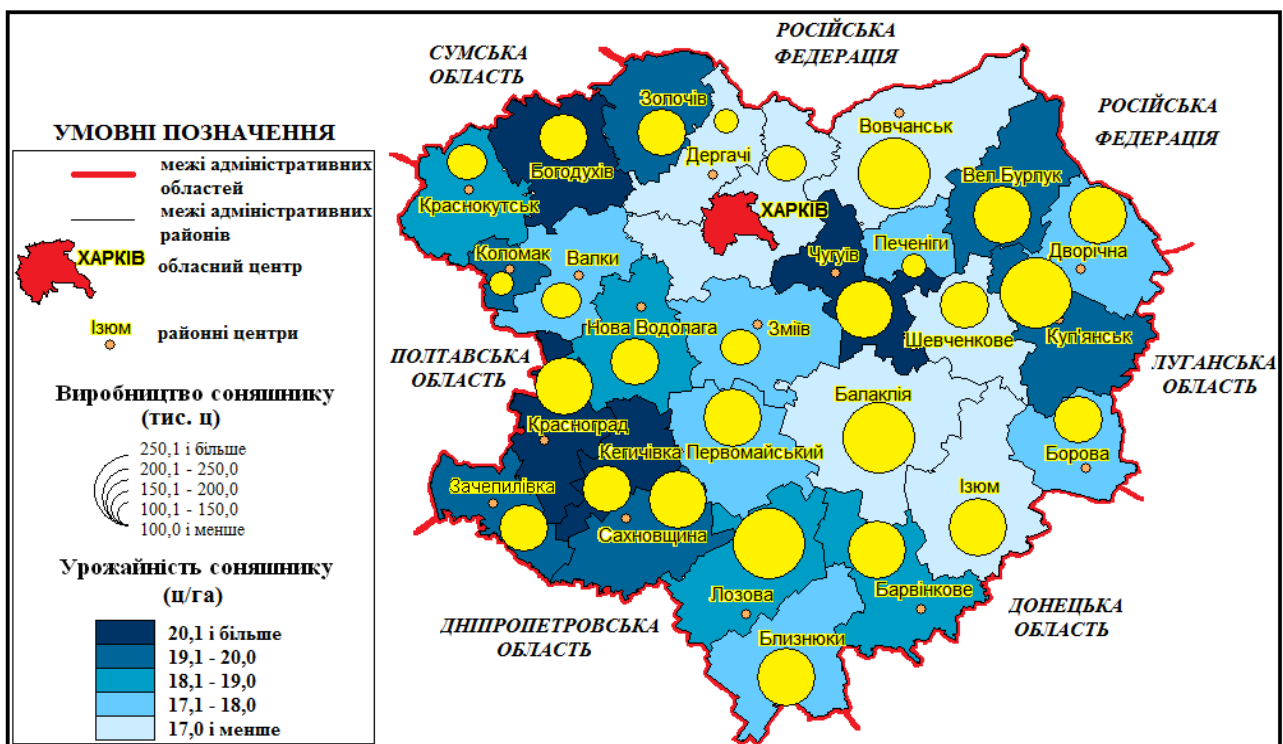 УМОВНІ ПОЗНАЧЕННЯ
межі адміністративних
областей
межі адміністративних
районів
ХАРКІВ
обласний центр
Ізюм
районні центри
Виробництво соняшнику
(тис. ц)
250,1 і більше
200,1 - 250,0
150,1 - 200,0
100,1 - 150,0
100,0 і менше
Урожайність соняшнику
(ц/га)
20,1 і більше
19,1 - 20,0
18,1 - 19,0
17,1 - 18,0
17,0 і менше
СУМСЬКА
ОБЛАСТЬ
РОСІЙСЬКА
ФЕДЕРАЦІЯ
РОСІЙСЬКА
ФЕДЕРАЦІЯ
Золочів
Вовчанськ
Дергачі
Богодухів
Вел.Бурлук
Краснокутськ
ХАРКІВ
Печеніги
Коломак
Валки
Чугуїв
Дворічна
Нова Водолага
Зміїв
Шевченкове
Куп'янськ
ПОЛТАВСЬКА
ОБЛАСТЬ
ЛУГАНСЬКА
ОБЛАСТЬ
Балаклія
Красноград
Кегичівка
Первомайський
Борова
Зачепилівка
Ізюм
Сахновщина
Лозова
Барвінкове
ДНІПРОПЕТРОВСЬКА
ОБЛАСТЬ
ДОНЕЦЬКА
ОБЛАСТЬ
Близнюки